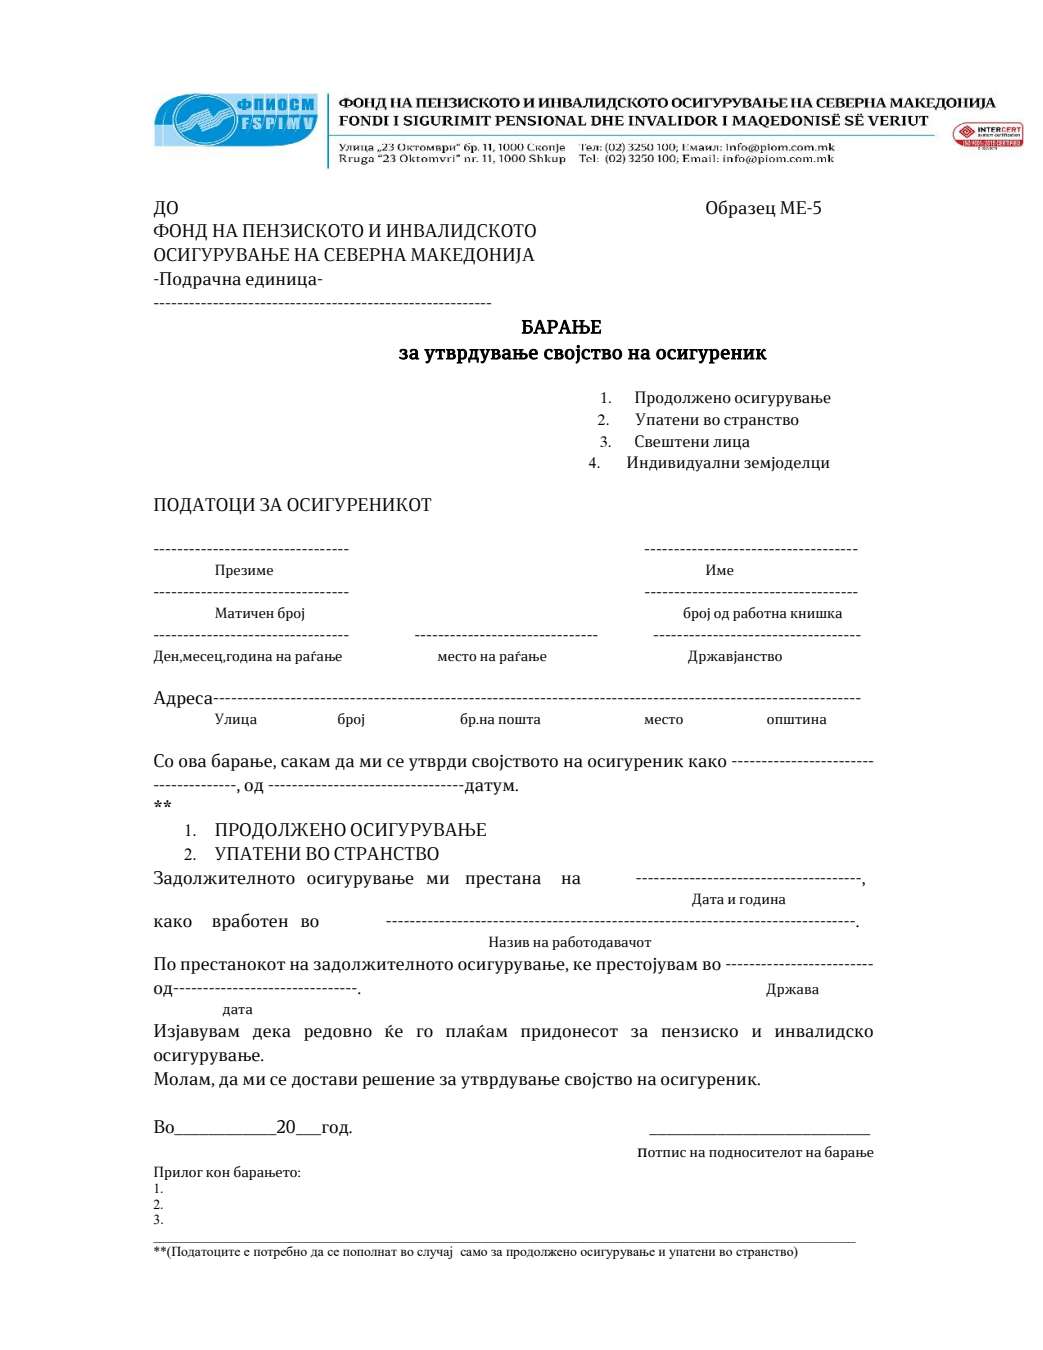 ФПИОСМ
FSPIMV
ФОНД НА ПЕНЗИСКОТО И ИНВАЛИДСКОТО ОСИГУРУВАЊЕ НА СЕВЕРНА МАКЕДОНИЈА
FONDI I SIGURIMIT PENSIONAL DHE INVALIDOR I MAQEDONISË SË VERIUT
Улица „23 Октомври“ бр. 11, 1000 Скопје Тел: (02) 3250 100; Емаил: info@piom.com.mk
Rruga “23 Oktomvri” nr. 11, 1000 Shkup Tel: (02) 3250 100; Email: info@piom.com.mk
INTERCERT
ДО Образец МЕ-5
ФОНД НА ПЕНЗИСКОТО И ИНВАЛИДСКОТО
ОСИГУРУВАЊЕ НА СЕВЕРНА МАКЕДОНИЈА
-Подрачна единица-
---------------------------------------------------------
БАРАЊЕ
за утврдување својство на осигуреник
1. Продолжено осигурување
2. Упатени во странство
3. Свештени лица
4. Индивидуални земјоделци
ПОДАТОЦИ ЗА ОСИГУРЕНИКОТ
--------------------------------- ------------------------------------
Презиме Име
--------------------------------- ------------------------------------
Матичен број број од работна книшка
--------------------------------- ------------------------------- -----------------------------------
Ден,месец,година на раѓање место на раѓање Државјанство
Адреса-------------------------------------------------------------------------------------------------------------
Улица број бр.на пошта место општина
Со ова барање, сакам да ми се утврди својството на осигуреник како ------------------------
--------------, од ---------------------------------датум.
**
1. ПРОДОЛЖЕНО ОСИГУРУВАЊЕ
2. УПАТЕНИ ВО СТРАНСТВО
Задолжителното осигурување ми престана на --------------------------------------,
Дата и година
како вработен во -------------------------------------------------------------------------------.
Назив на работодавачот
По престанокот на задолжителното осигурување, ке престојувам во -------------------------
од-------------------------------. Држава
дата
Изјавувам дека редовно ќе го плаќам придонесот за пензиско и инвалидско
осигурување.
Молам, да ми се достави решение за утврдување својство на осигуреник.
Во____________20___год. __________________________
потпис на подносителот на барање
Прилог кон барањето:
1.
2.
3.
**(Податоците е потребно да се пополнат во случај само за продолжено осигурување и упатени во странство)